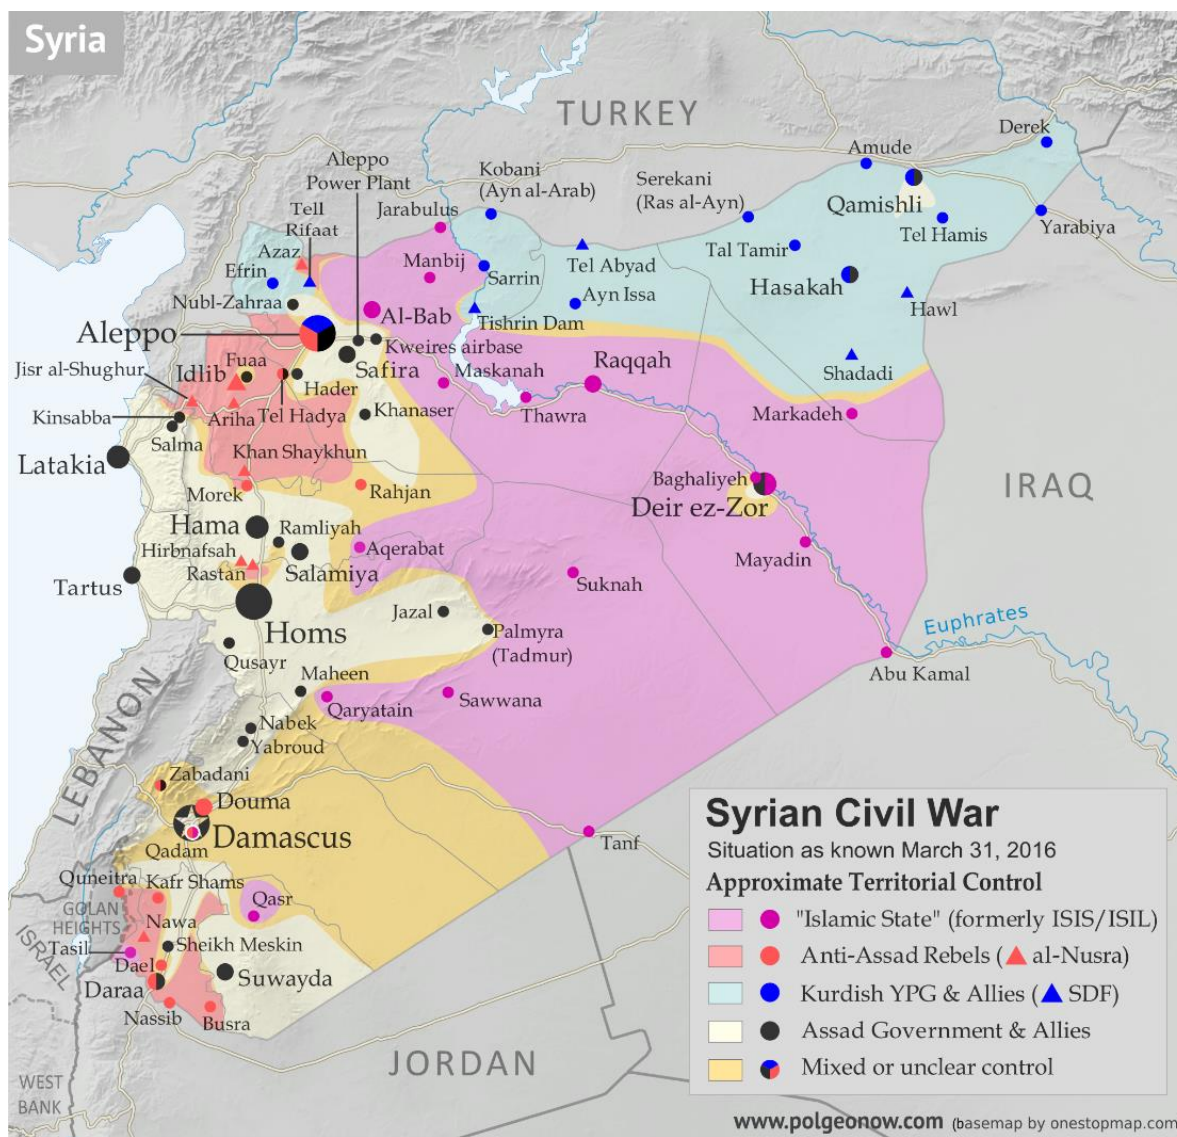 Syria
TURKEY
Derek
Amude
Aleppo
Power Plant
Kobani
(Ayn al-Arab)
Serekani
(Ras al-Ayn)
Qamishli
Tell
Rifaat
Jarabulus
Tel Hamis
Yarabiya
Azaz
Manbij
Tal Tamir
Efrin
Sarrin
Tel Abyad
Hasakah
Nubl-Zahraa
Ayn Issa
Hawl
Al-Bab
Tishrin Dam
Aleppo
Kweires airbase
Fuaa
Safira
Raqqah
Jisr al-Shughur
Idlib
Hader
Maskanah
Shadadi
Kinsabba
Ariha
Tel Hadya
Khanaser
Thawra
Markadeh
Salma
Khan Shaykhun
Latakia
Baghaliyeh
IRAQ
Morek
Rahjan
Deir ez-Zor
Hama
Ramliyah
Hirbnafsah
Aqerabat
Mayadin
Rastan
Salamiya
Tartus
Suknah
Jazal
Homs
Palmyra
(Tadmur)
Euphrates
Qusayr
Maheen
Abu Kamal
LEBANON
Qaryatain
Sawwana
Nabek
Yabroud
Zabadani
Douma
Damascus
Qadam
Tanf
Quneitra
Kafr Shams
Qasr
GOLAN
HEIGHTS
Nawa
ISRAEL
Tasil
Sheikh Meskin
Dael
Suwayda
Daraa
Nassib
Busra
JORDAN
WEST
BANK
Syrian Civil War
Situation as known March 31, 2016
Approximate Territorial Control
"Islamic State" (formerly ISIS/ISIL)
Anti-Assad Rebels ( al-Nusra)
Kurdish YPG & Allies ( SDF)
Assad Government & Allies
Mixed or unclear control
www.polgeonow.com (basemap by onestopmap.com